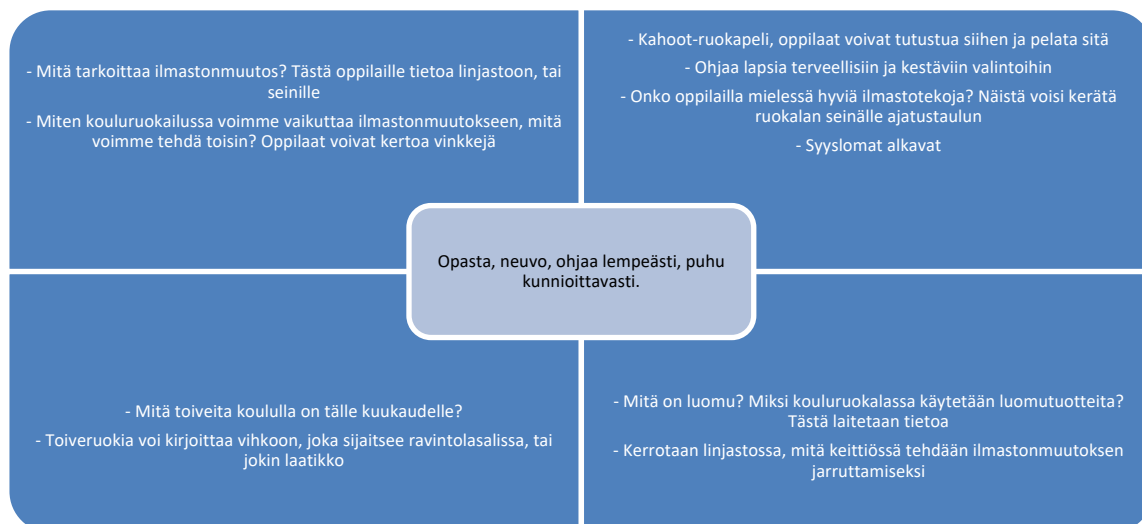 - Mitä tarkoittaa ilmastonmuutos? Tästä oppilaille tietoa linjastoon, tai
seinille
- Miten kouluruokailussa voimme vaikuttaa ilmastonmuutokseen, mitä
voimme tehdä toisin? Oppilaat voivat kertoa vinkkejä
- Kahoot-ruokapeli, oppilaat voivat tutustua siihen ja pelata sitä
- Ohjaa lapsia terveellisiin ja kestäviin valintoihin
- Onko oppilailla mielessä hyviä ilmastotekoja? Näistä voisi kerätä
ruokalan seinälle ajatustaulun
- Syyslomat alkavat
Opasta, neuvo, ohjaa lempeästi, puhu
kunnioittavasti.
- Mitä toiveita koululla on tälle kuukaudelle?
- Toiveruokia voi kirjoittaa vihkoon, joka sijaitsee ravintolasalissa, tai
jokin laatikko
- Mitä on luomu? Miksi kouluruokalassa käytetään luomutuotteita?
Tästä laitetaan tietoa
- Kerrotaan linjastossa, mitä keittiössä tehdään ilmastonmuutoksen
jarruttamiseksi